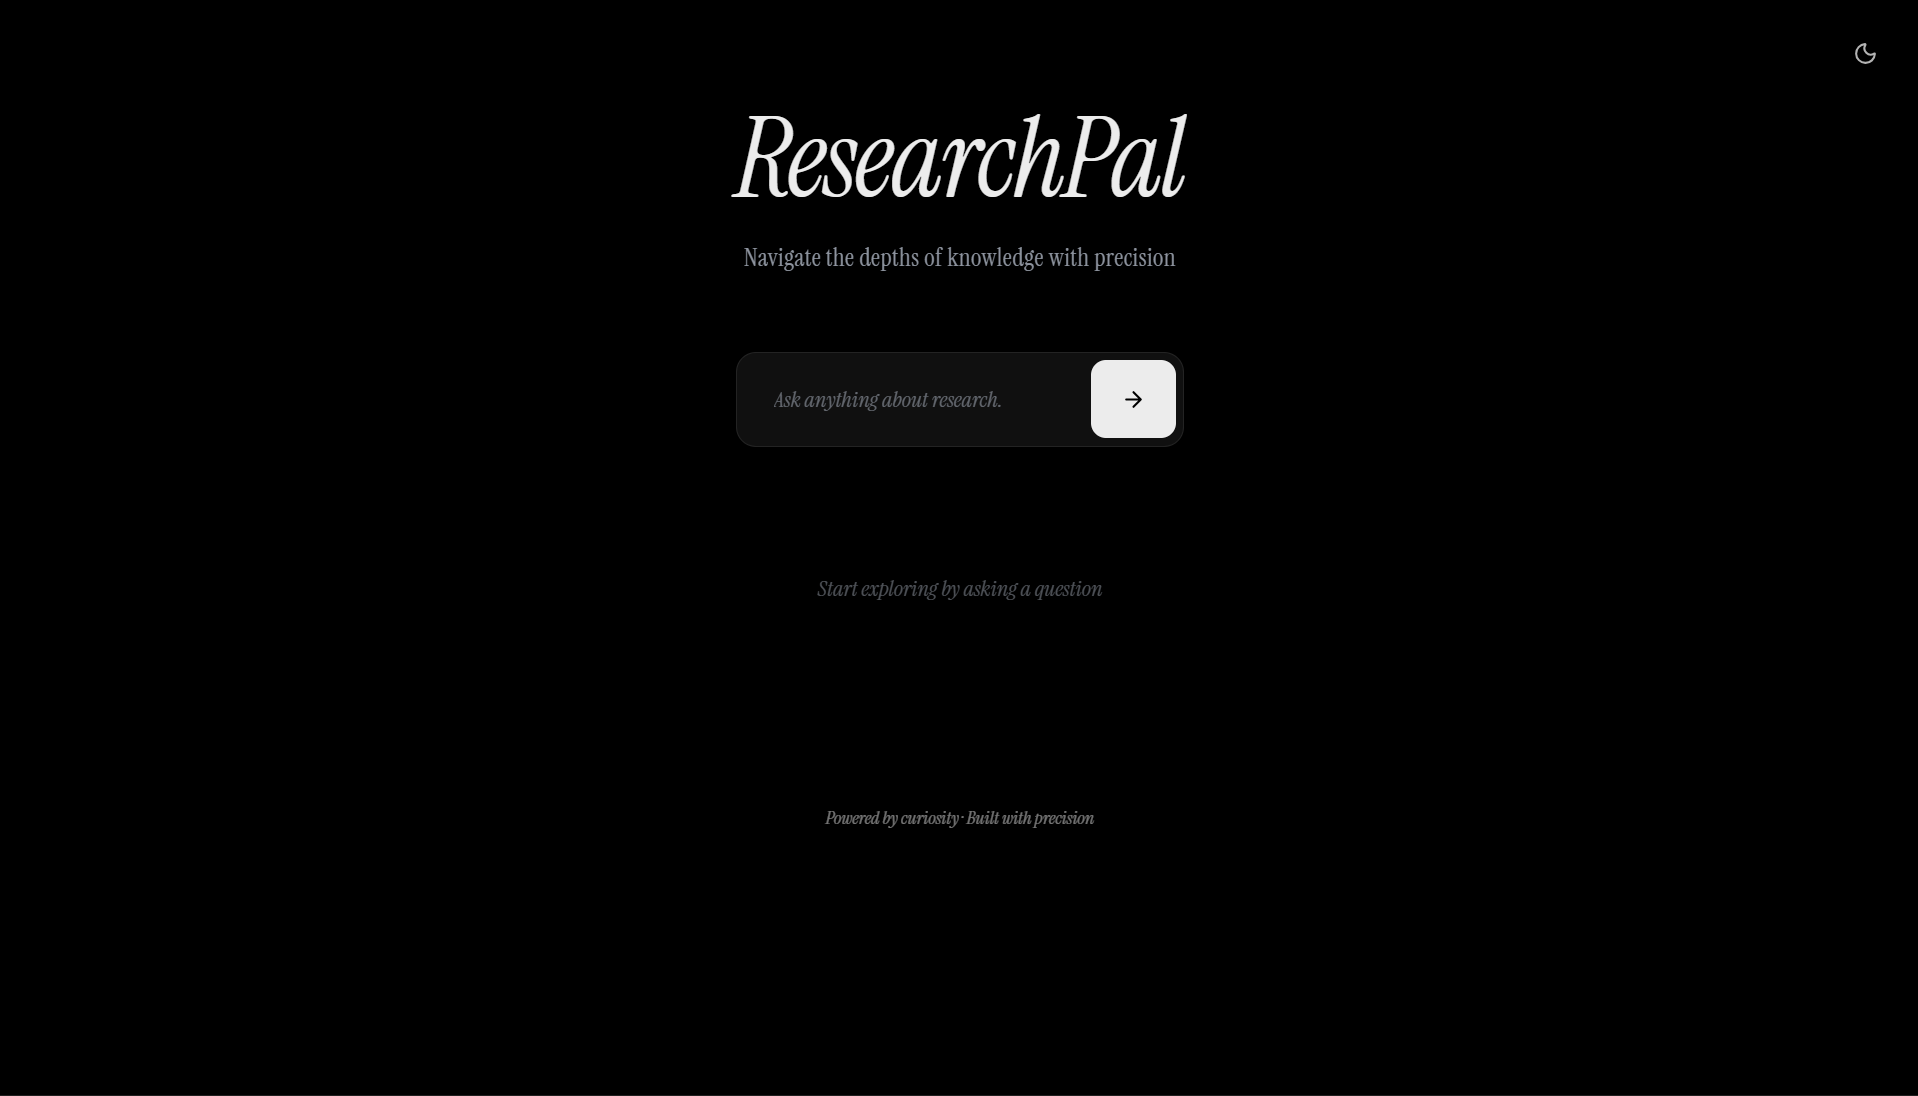 ResearchPal
Navigate the depths of knowledge with precision
Ask anything about research.
Start exploring by asking a question
Powered by curiosity · Built with precision